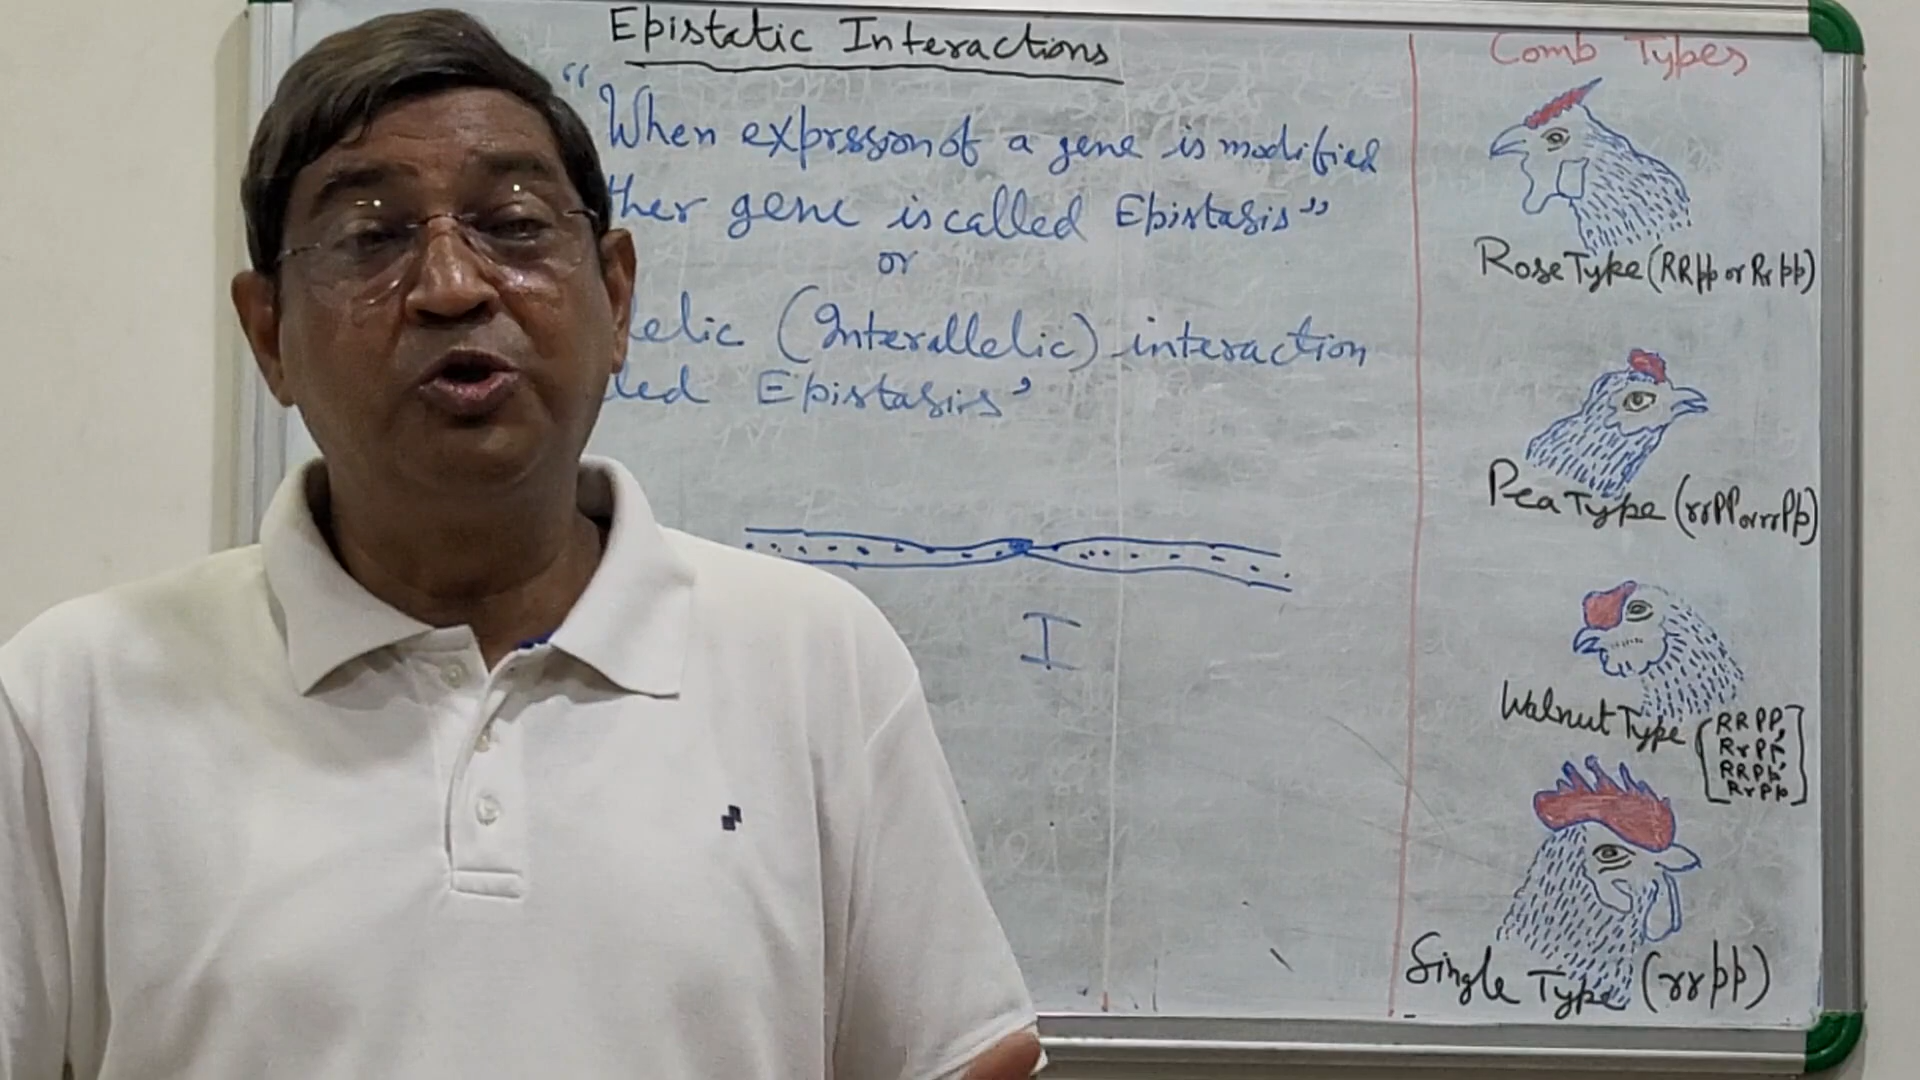 Epistatic Interactions
"When exprssion of a gene is modified
ther gene is called Epistasis"
or
lelic (Interallelic) interaction
led Epistasis'
I
Comb Types
Rose Type (RRpp or Rrpp)
Pea Type (rrPP or rrPp)
Walnut Type [RRPP,
RrPP,
RRPp,
RrPp]
Single Type (rrpp)